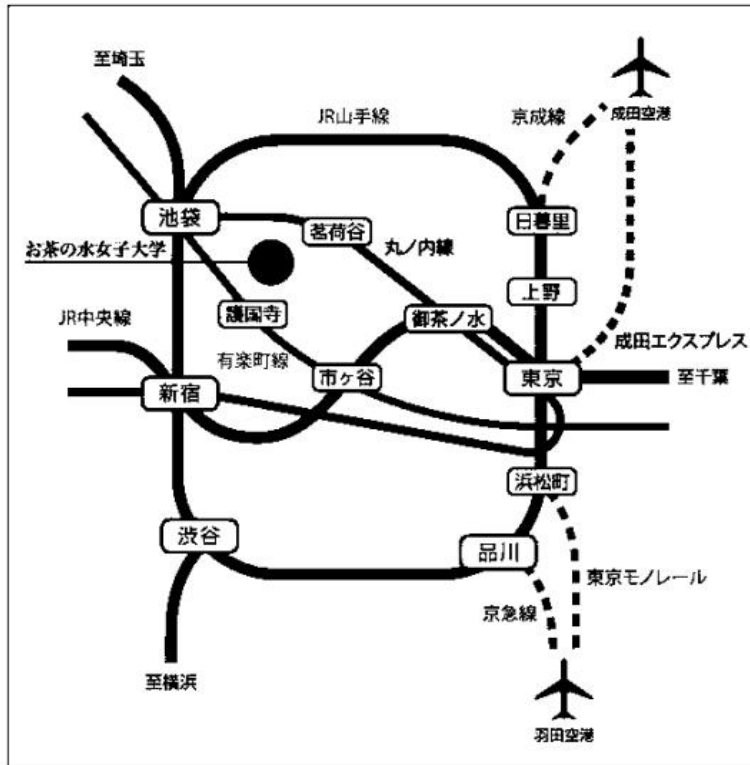 至埼玉
JR山手線
京成線
成田空港
池袋
茗荷谷
日暮里
お茶の水女子大学
丸ノ内線
上野
護国寺
御茶ノ水
JR中央線
成田エクスプレス
有楽町線
市ヶ谷
東京
至千葉
新宿
浜松町
渋谷
品川
東京モノレール
京急線
至横浜
羽田空港